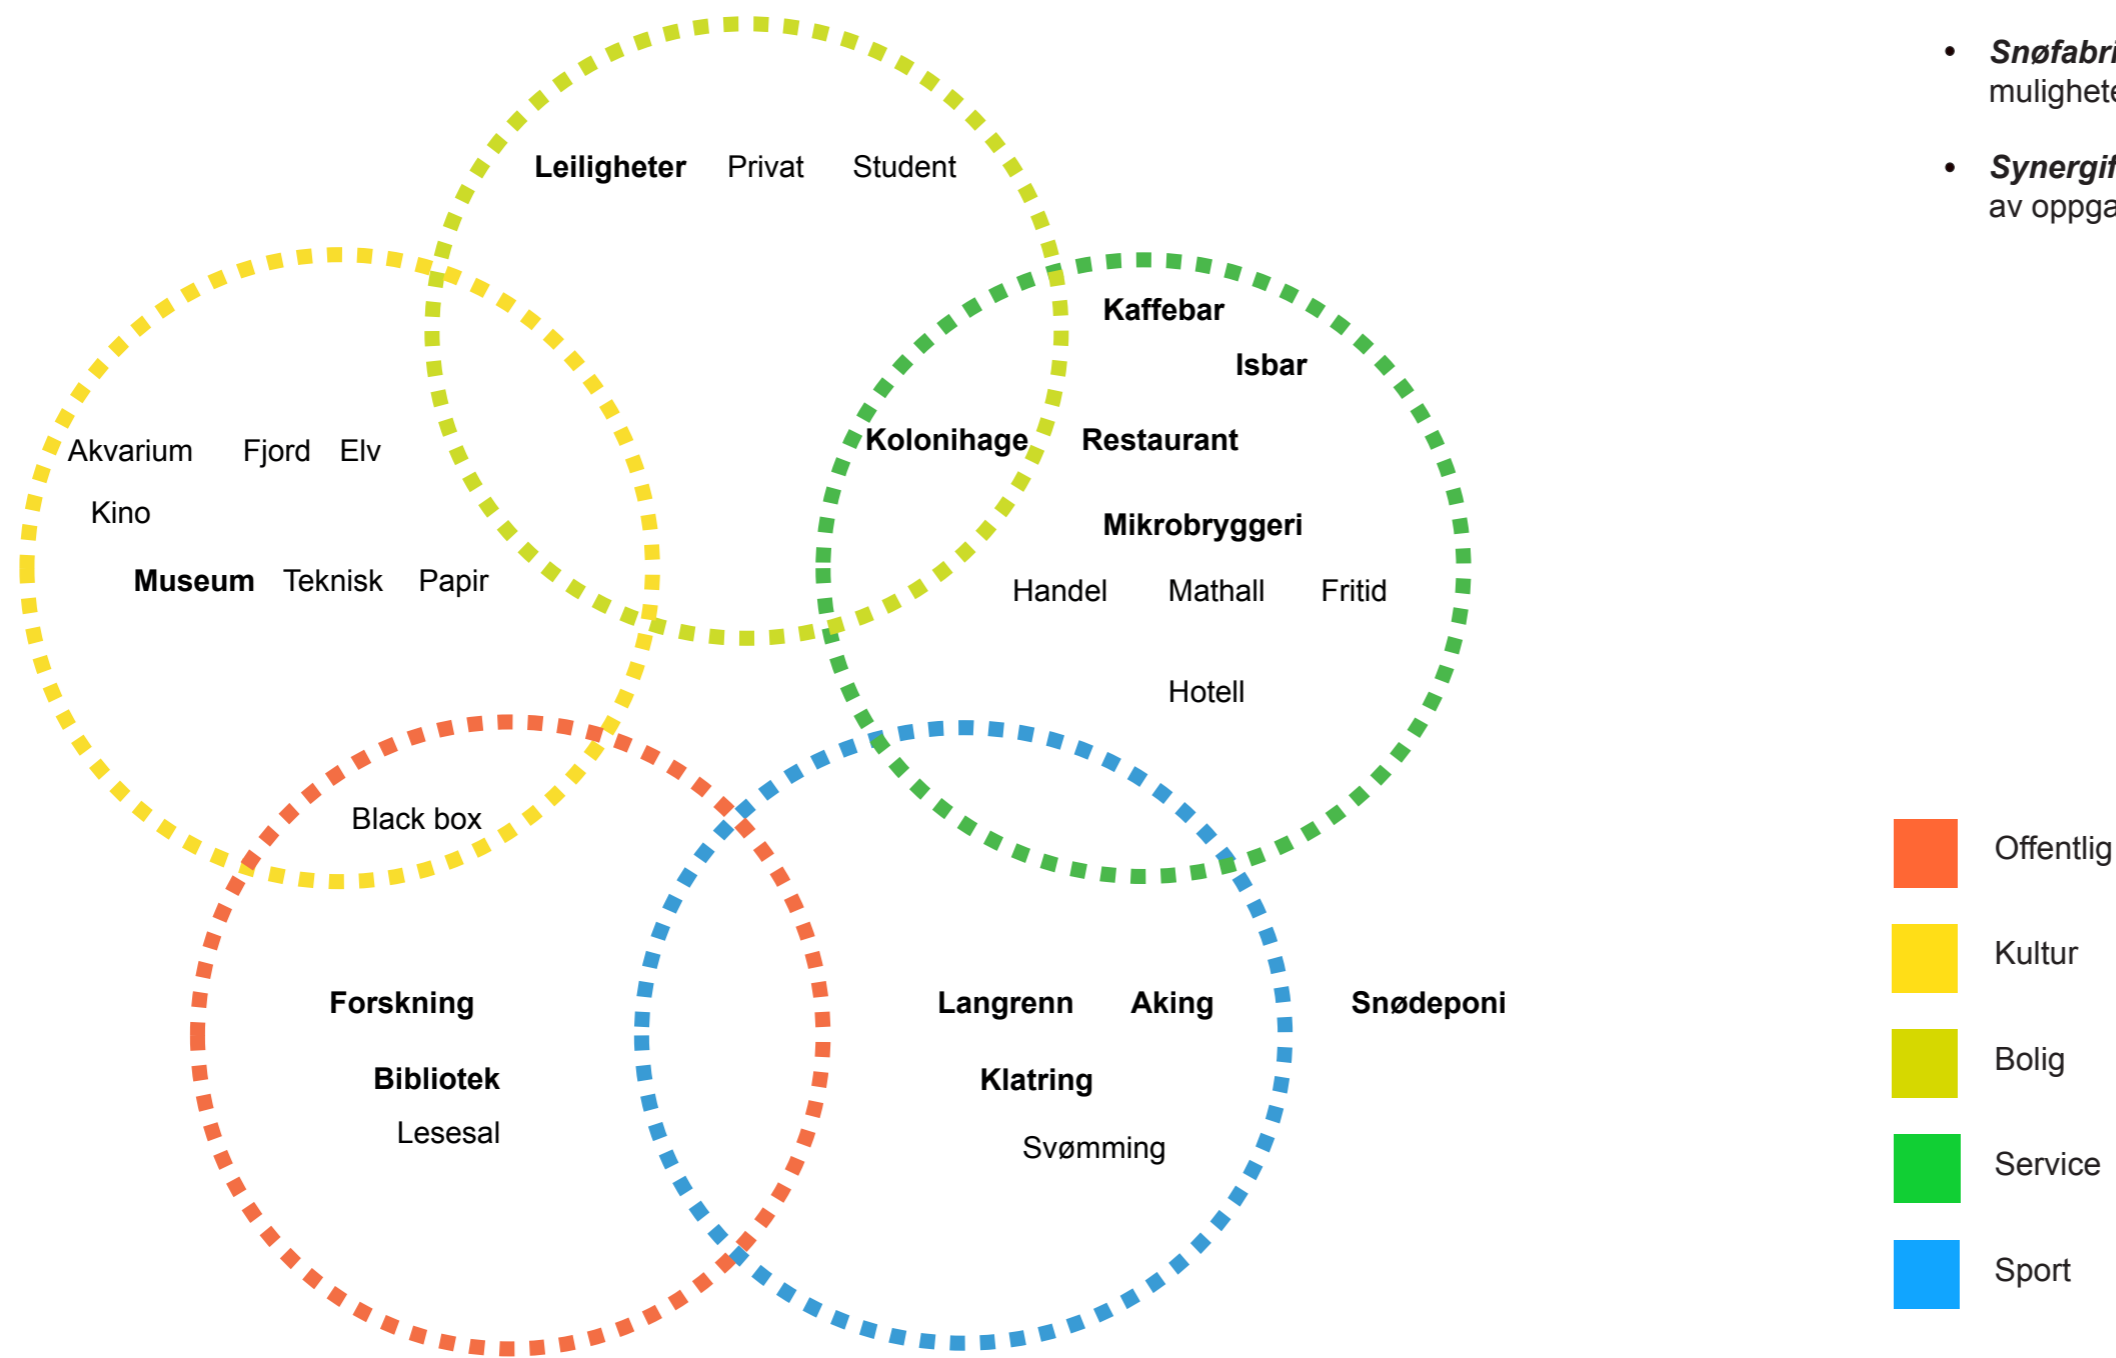 Leiligheter Privat Student
Kaffebar
Isbar
Kolonihage Restaurant
Mikrobryggeri
Handel Mathall Fritid
Hotell
Akvarium Fjord Elv
Kino
Museum Teknisk Papir
Black box
Forskning
Bibliotek
Lesesal
Langrenn Aking
Klatring
Svømming
Snødeponi
• Snøfabri
mulighete
• Synergif
av oppga
Offentlig
Kultur
Bolig
Service
Sport